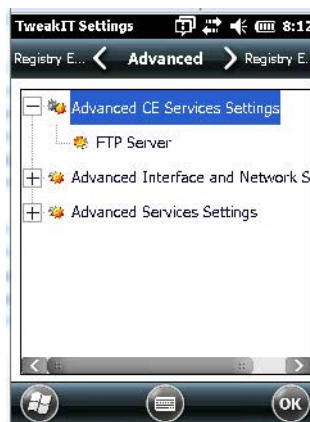 TweakIT Settings 8:12
Registry E... Advanced Registry E.
Advanced CE Services Settings
FTP Server
Advanced Interface and Network S
Advanced Services Settings
OK